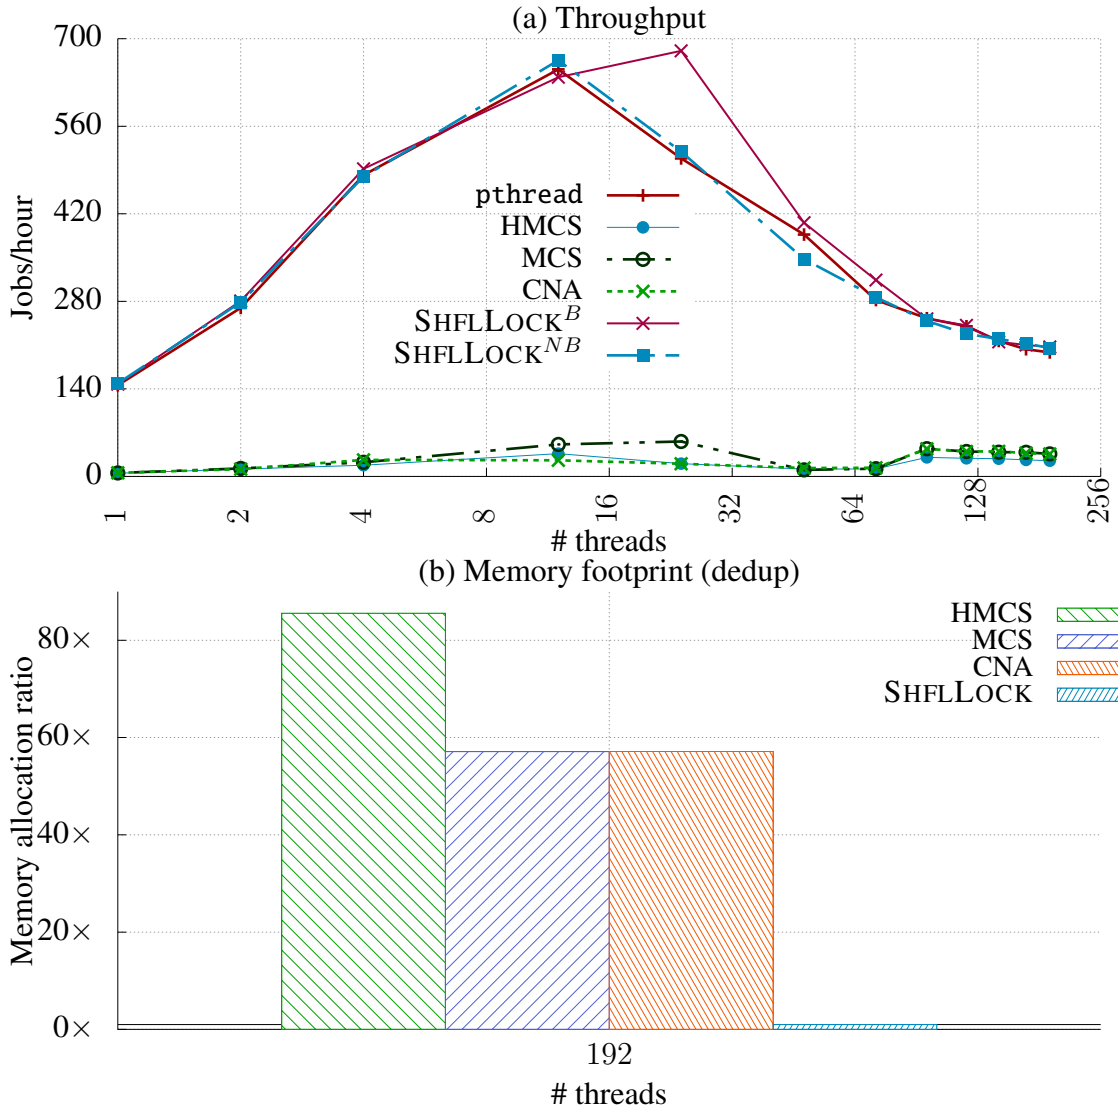 (a) Throughput
700
560
420
280
140
0
Jobs/hour
pthread
HMCS
MCS
CNA
SHFLLOCK^B
SHFLLOCK^NB
1
2
4
8
16
32
64
128
256
# threads
(b) Memory footprint (dedup)
80×
60×
40×
20×
0×
Memory allocation ratio
HMCS
MCS
CNA
SHFLLOCK
192
# threads